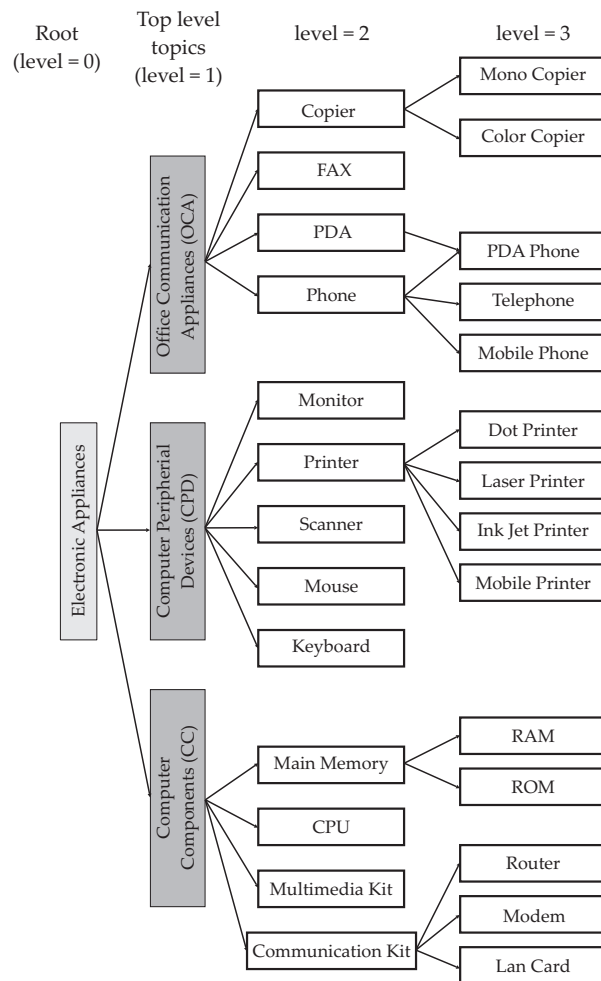 Root
(level = 0)
Top level
topics
(level = 1)
level = 2
level = 3
Electronic Appliances
Office Communication
Appliances (OCA)
Copier
FAX
PDA
Phone
Mono Copier
Color Copier
PDA Phone
Telephone
Mobile Phone
Computer Peripherial
Devices (CPD)
Monitor
Printer
Scanner
Mouse
Keyboard
Dot Printer
Laser Printer
Ink Jet Printer
Mobile Printer
Computer
Components (CC)
Main Memory
CPU
Multimedia Kit
Communication Kit
RAM
ROM
Router
Modem
Lan Card